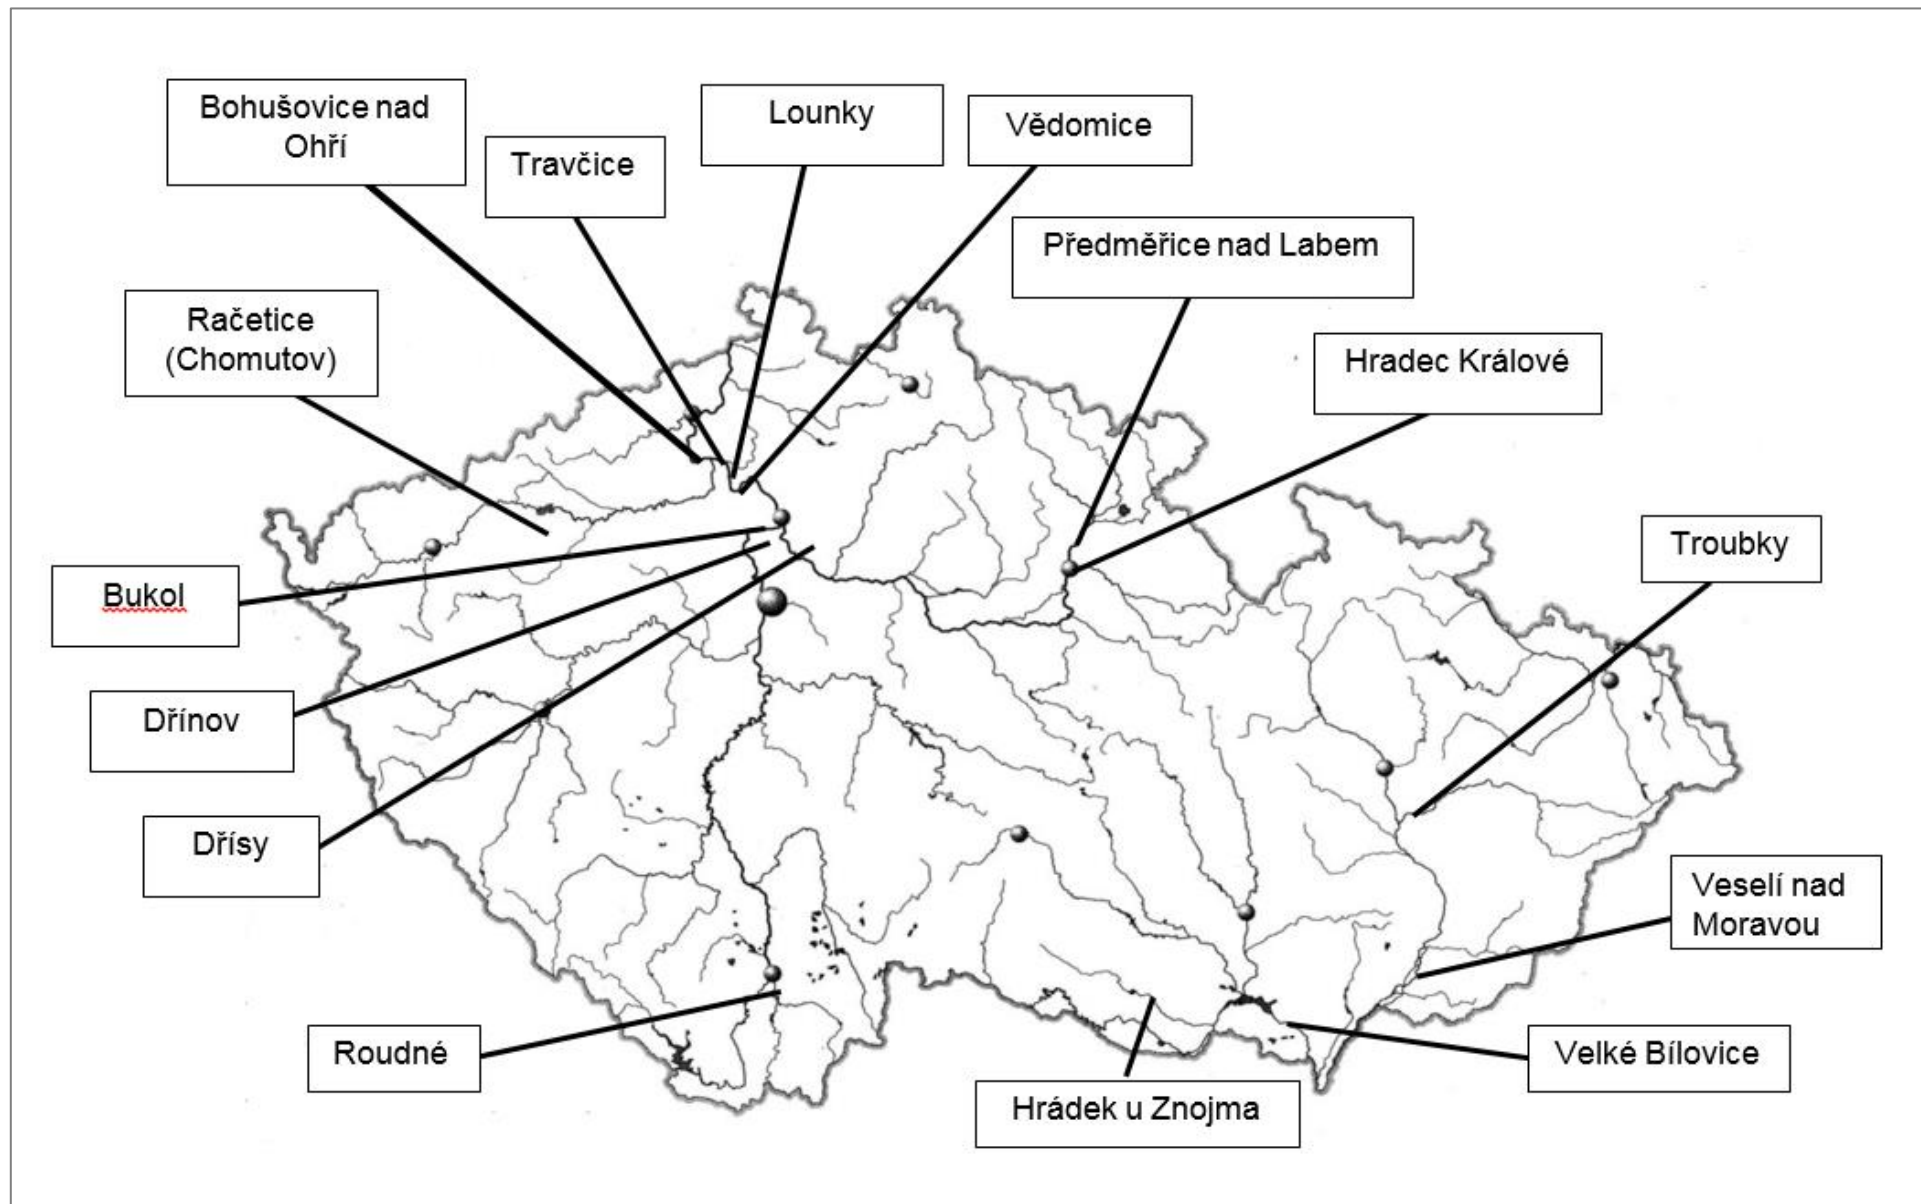 Bohušovice nad
Ohří
Travčice
Lounky
Vědomice
Předměřice nad Labem
Račetice
(Chomutov)
Hradec Králové
Troubky
Bukol
Dřínov
Dřísy
Veselí nad
Moravou
Roudné
Velké Bílovice
Hrádek u Znojma